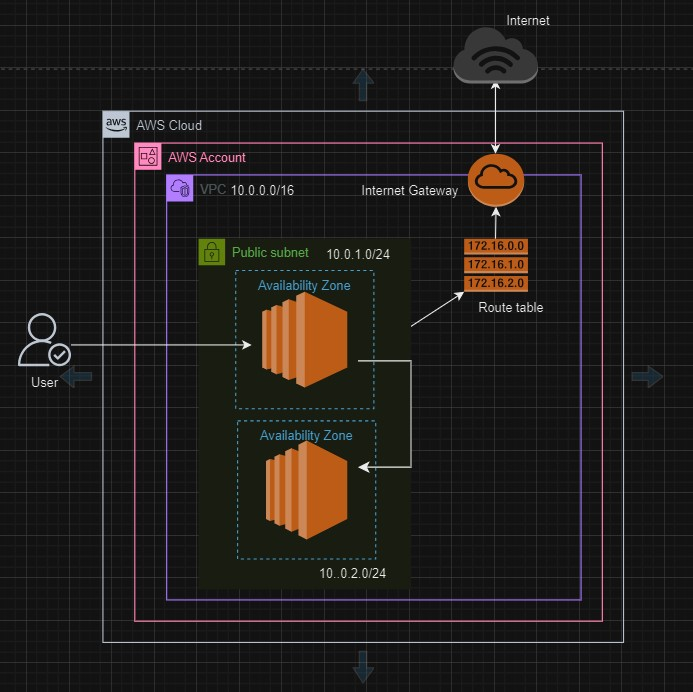 Internet
aws
AWS Cloud
AWS Account
VPC 10.0.0.0/16
Internet Gateway
172.16.0.0
172.16.1.0
172.16.2.0
Route table
Public subnet
10.0.1.0/24
Availability Zone
User
Availability Zone
10..0.2.0/24